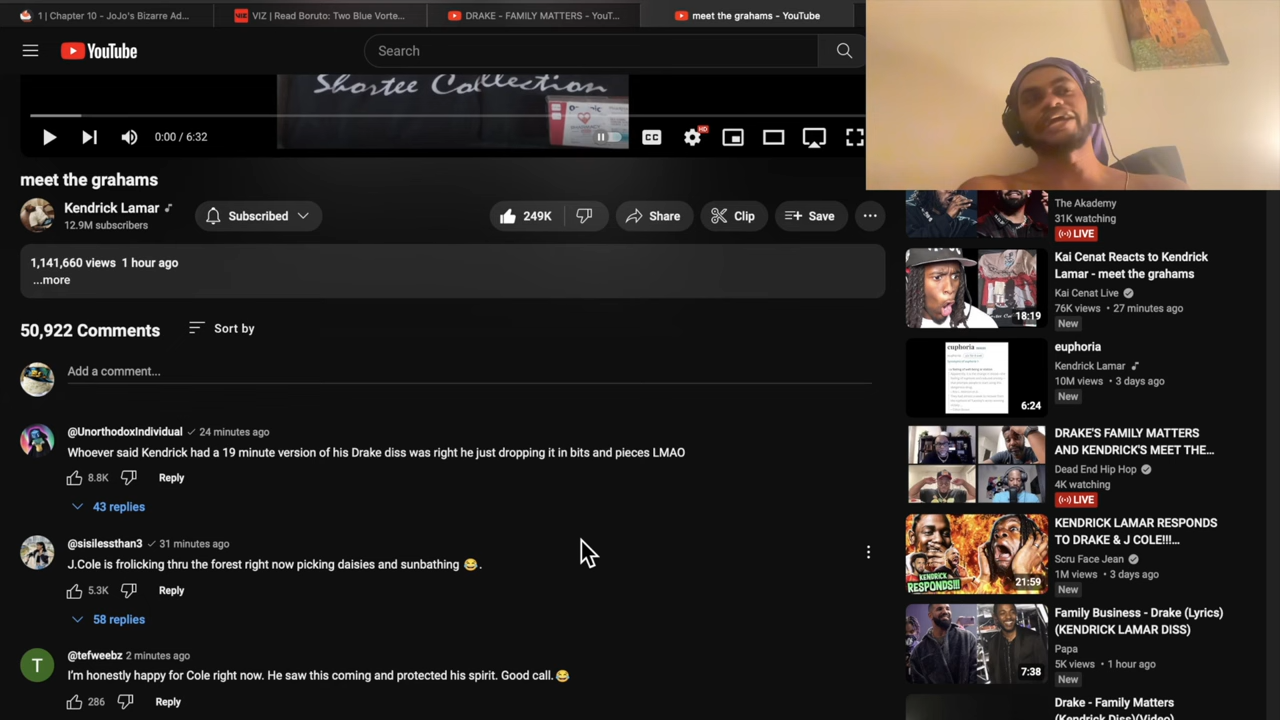 1 | Chapter 10 - JoJo's Bizarre Ad...
VIZ | Read Boruto: Two Blue Vorte...
DRAKE - FAMILY MATTERS - YouT...
meet the grahams - YouTube
YouTube
Search
Shortee Collection
0:00 / 6:32
CC
HD
meet the grahams
Kendrick Lamar
12.9M subscribers
Subscribed
249K
Share
Clip
Save
1,141,660 views 1 hour ago
...more
50,922 Comments
Sort by
Add a comment...
@UnorthodoxIndividual 24 minutes ago
Whoever said Kendrick had a 19 minute version of his Drake diss was right he just dropping it in bits and pieces LMAO
8.8K
Reply
43 replies
@sisilessthan3 31 minutes ago
J.Cole is frolicking thru the forest right now picking daisies and sunbathing 😂.
5.3K
Reply
58 replies
T
@tefweebz 2 minutes ago
I'm honestly happy for Cole right now. He saw this coming and protected his spirit. Good call.😂
286
Reply
The Akademy
31K watching
LIVE
Kai Cenat Reacts to Kendrick
Lamar - meet the grahams
Kai Cenat Live
76K views • 27 minutes ago
New
18:19
euphoria
euphoria
Kendrick Lamar
10M views • 3 days ago
New
6:24
DRAKE'S FAMILY MATTERS
AND KENDRICK'S MEET THE...
Dead End Hip Hop
4K watching
LIVE
KENDRICK LAMAR RESPONDS
TO DRAKE & J COLE!!!...
Scru Face Jean
1M views • 3 days ago
New
KENDRICK
RESPONDS!
21:59
Family Business - Drake (Lyrics)
(KENDRICK LAMAR DISS)
Papa
5K views • 1 hour ago
New
7:38
Drake - Family Matters
(Kendrick Diss)(Video)